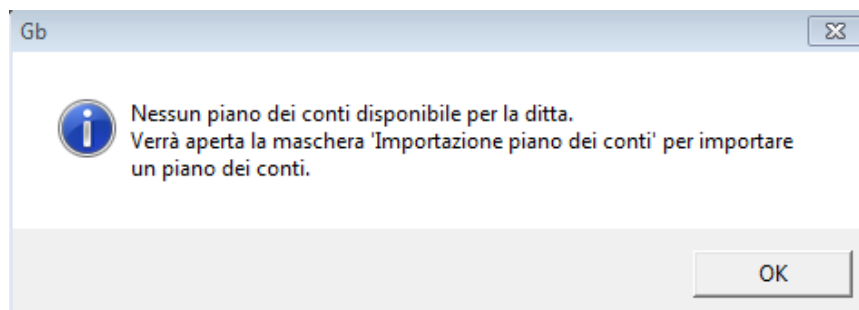 Gb
Nessun piano dei conti disponibile per la ditta.
Verrà aperta la maschera 'Importazione piano dei conti' per importare
un piano dei conti.
OK